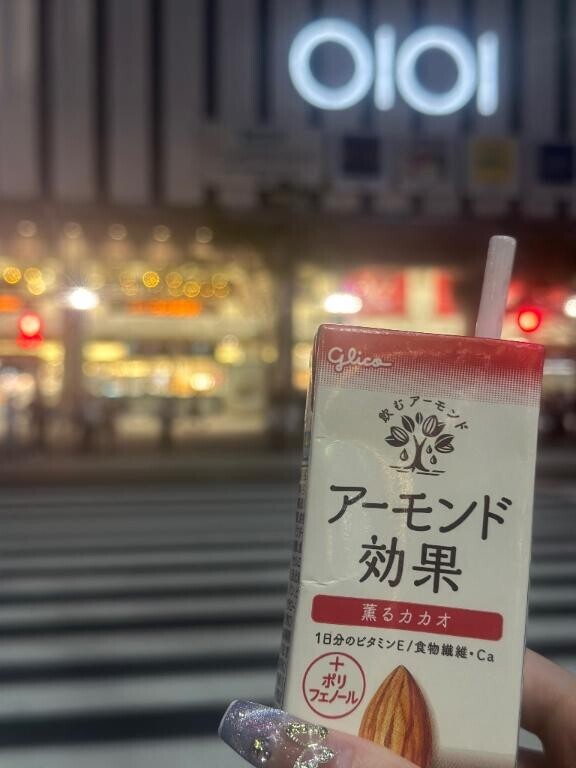 OIOI
Glico
飲むアーモンド
アーモンド
効果
薫るカカオ
1日分のビタミンE/食物繊維・Ca
+
ポリ
フェノール